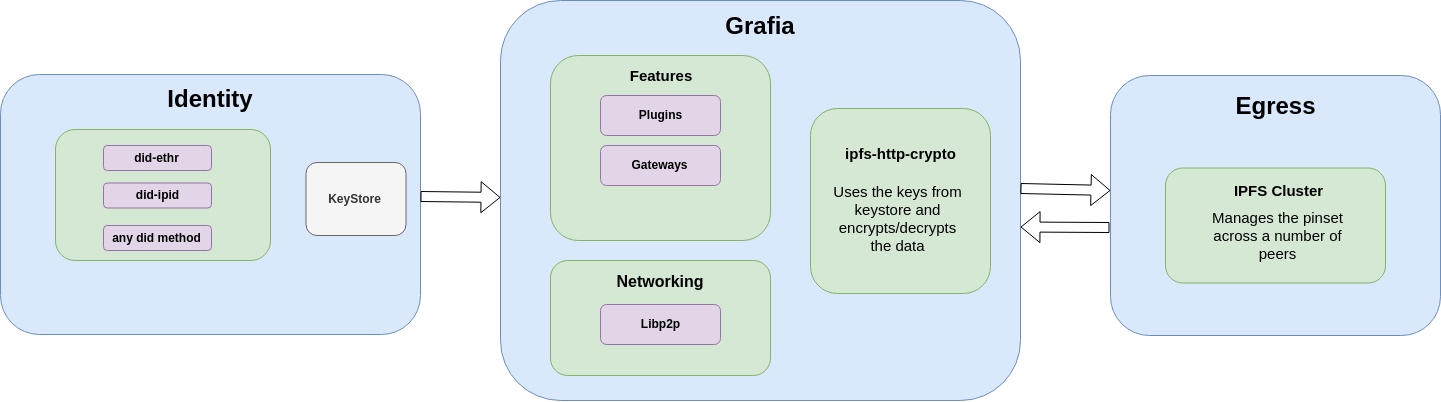 Identity
did-ethr
did-ipid
any did method
KeyStore
Grafia
Features
Plugins
Gateways
Networking
Libp2p
ipfs-http-crypto
Uses the keys from
keystore and
encrypts/decrypts
the data
Egress
IPFS Cluster
Manages the pinset
across a number of
peers